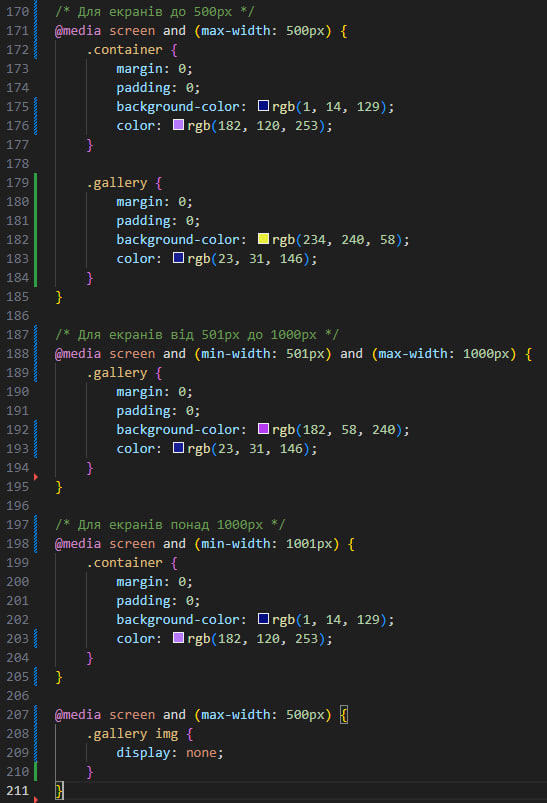 170 /* Для екранів до 500px */
171 @media screen and (max-width: 500px) {
172     .container {
173         margin: 0;
174         padding: 0;
175         background-color: rgb(1, 14, 129);
176         color: rgb(182, 120, 253);
177     }
178
179     .gallery {
180         margin: 0;
181         padding: 0;
182         background-color: rgb(234, 240, 58);
183         color: rgb(23, 31, 146);
184     }
185 }
186
187 /* Для екранів від 501px до 1000px */
188 @media screen and (min-width: 501px) and (max-width: 1000px) {
189     .gallery {
190         margin: 0;
191         padding: 0;
192         background-color: rgb(182, 58, 240);
193         color: rgb(23, 31, 146);
194     }
195 }
196
197 /* Для екранів понад 1000px */
198 @media screen and (min-width: 1001px) {
199     .container {
200         margin: 0;
201         padding: 0;
202         background-color: rgb(1, 14, 129);
203         color: rgb(182, 120, 253);
204     }
205 }
206
207 @media screen and (max-width: 500px) {
208     .gallery img {
209         display: none;
210     }
211 }